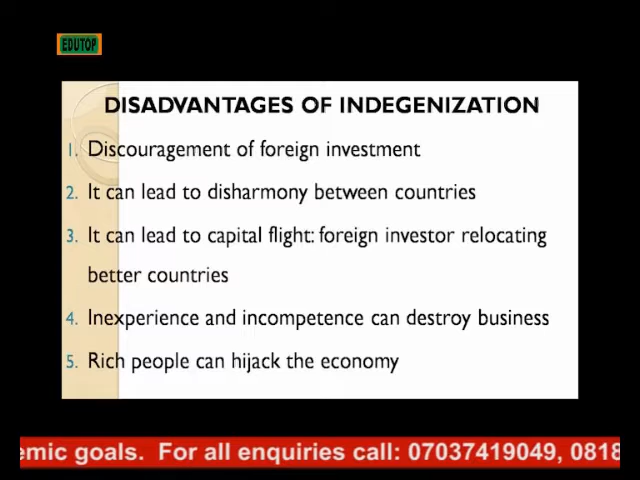 EDUTOP
DISADVANTAGES OF INDEGENIZATION
1. Discouragement of foreign investment
2. It can lead to disharmony between countries
3. It can lead to capital flight: foreign investor relocating
better countries
4. Inexperience and incompetence can destroy business
5. Rich people can hijack the economy
emic goals. For all enquiries call: 07037419049, 0818